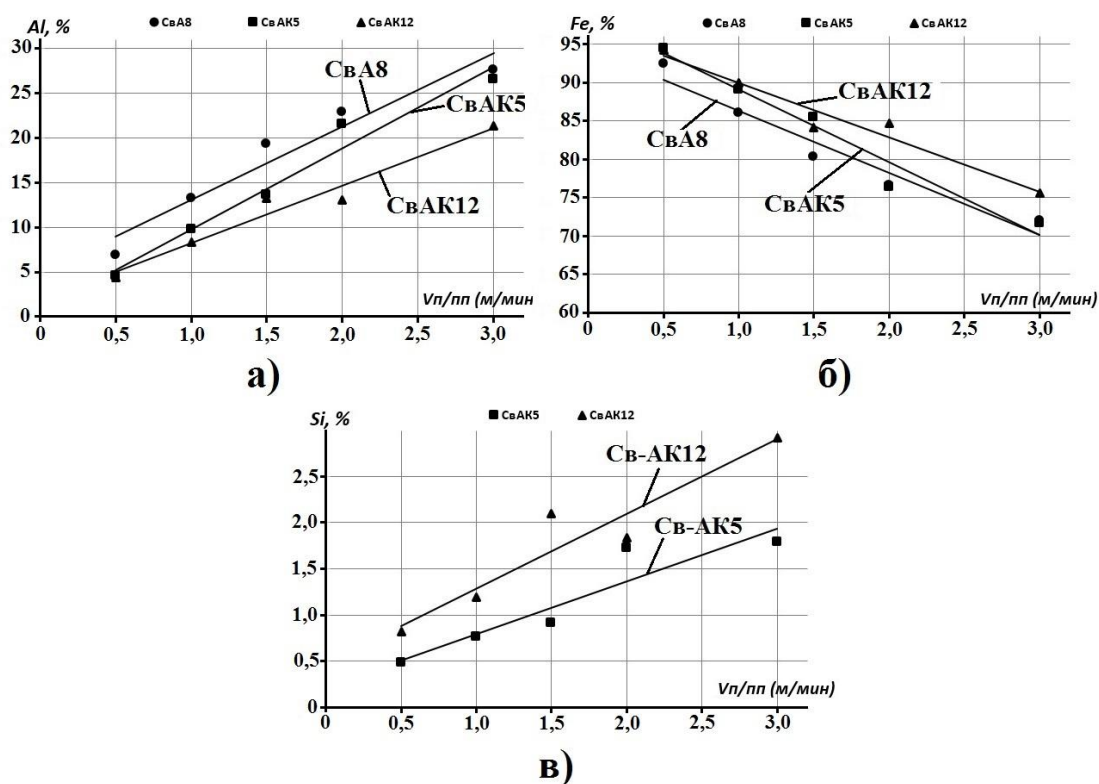 Al, %
СвА8 СвАК5 СвАК12
30
25
20
15
10
5
0
СвА8
СвАК5
СвАК12
Vп/пп (м/мин
0,5 1,0 1,5 2,0 2,5 3,0
а)
Fe, %
СвА8 СвАК5 СвАК12
95
90
85
80
75
70
65
60
СвАК12
СвА8
СвАК5
Vп/пп (м/мин)
0 0,5 1,0 1,5 2,0 2,5 3,0
б)
Si, %
СвАК5 СвАК12
2,5
2,0
1,5
1,0
0,5
0
Св-АК12
Св-АК5
Vп/пп (м/мин)
0,5 1,0 1,5 2,0 2,5 3,0
в)